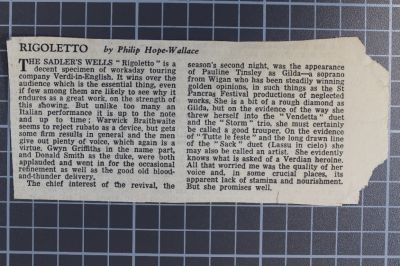 RIGOLETTO by Philip Hope-Wallace
THE SADLER'S WELLS "Rigoletto" is a
decent specimen of workaday touring
company Verdi-in-English. It wins over the
audience which is the essential thing, even
if few among them are likely to see why it
endures as a great work, on the strength of
this showing. But unlike too many an
Italian performance it is up to the note
and up to time; Warwick Braithwaite
seems to reject rubato as a device, but gets
some firm results in general and the men
give out plenty of voice, which again is a
virtue. Gwyn Griffiths in the name part,
and Donald Smith as the duke, were both
applauded and went in for the occasional
refinement as well as the good old blood-
and-thunder delivery.
The chief interest of the revival, the
season's second night, was the appearance
of Pauline Tinsley as Gilda—a soprano
from Wigan who has been steadily winning
golden opinions, in such things as the St
Pancras Festival productions of neglected
works. She is a bit of a rough diamond as
Gilda, but on the evidence of the way she
threw herself into the "Vendetta" duet
and the "Storm" trio, she must certainly
be called a good trouper. On the evidence
of "Tutte le feste" and the long drawn line
of the "Sack" duet (Lassu in cielo) she
may also be called an artist. She evidently
knows what is asked of a Verdian heroine.
All that worried me was the quality of her
voice and, in some crucial places, its
apparent lack of stamina and nourishment.
But she promises well.